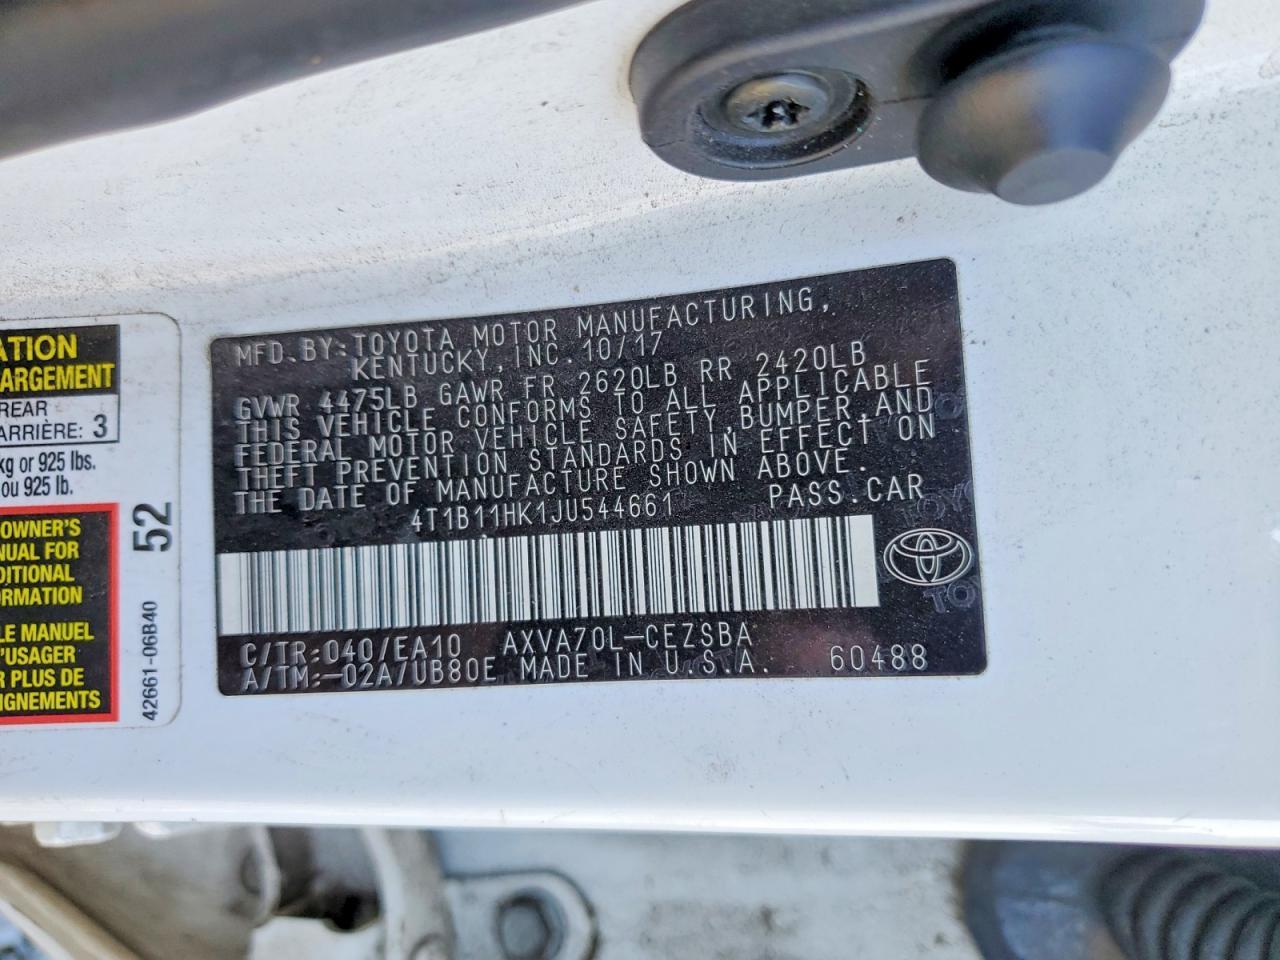 ATION
ARGEMENT
REAR
ARRIÈRE: 3
kg or 925 lbs.
ou 925 lb.
OWNER'S
NUAL FOR
DITIONAL
ORMATION
LE MANUEL
'USAGER
R PLUS DE
IGNEMENTS
52
42661-06B40
MFD.BY:TOYOTA MOTOR MANUFACTURING,
KENTUCKY,INC.10/17
GVWR 4475LB GAWR FR 2620LB RR 2420LB
THIS VEHICLE CONFORMS TO ALL APPLICABLE
FEDERAL MOTOR VEHICLE SAFETY,BUMPER,AND
THEFT PREVENTION STANDARDS IN EFFECT ON
THE DATE OF MANUFACTURE SHOWN ABOVE.
4T1B11HK1JU544661 PASS.CAR
C/TR:040/EA10 AXVA70L-CEZSBA
A/TM:-02A/UB80E MADE IN U.S.A. 60488